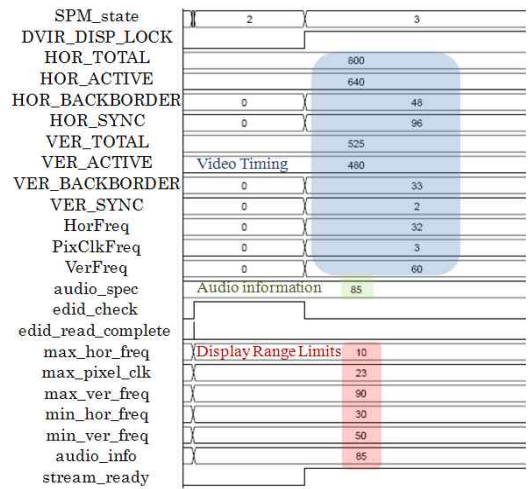 SPM_state 2 3
DVIR_DISP_LOCK
HOR_TOTAL 800
HOR_ACTIVE 640
HOR_BACKBORDER 0 48
HOR_SYNC 0 96
VER_TOTAL 525
VER_ACTIVE Video Timing 480
VER_BACKBORDER 0 33
VER_SYNC 0 2
HorFreq 0 32
PixClkFreq 0 3
VerFreq 0 60
audio_spec Audio information 85
edid_check
edid_read_complete
max_hor_freq Display Range Limits 10
max_pixel_clk 23
max_ver_freq 90
min_hor_freq 30
min_ver_freq 50
audio_info 85
stream_ready